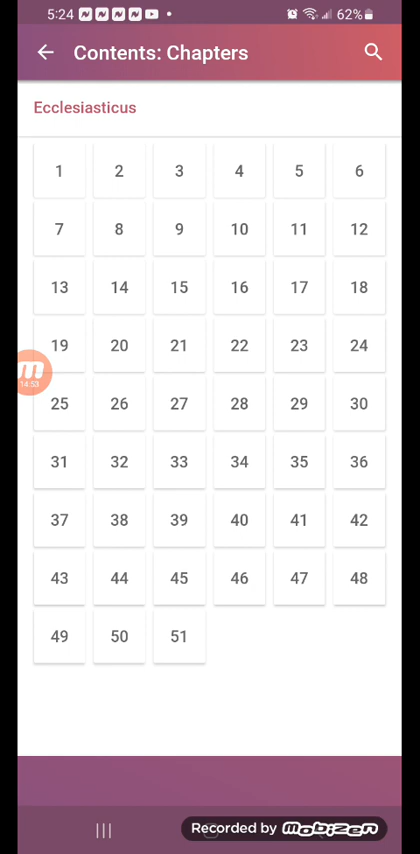 5:24 62%
Contents: Chapters
Ecclesiasticus
1 2 3 4 5 6
7 8 9 10 11 12
13 14 15 16 17 18
19 20 21 22 23 24
14:53
25 26 27 28 29 30
31 32 33 34 35 36
37 38 39 40 41 42
43 44 45 46 47 48
49 50 51
Recorded by mobizen